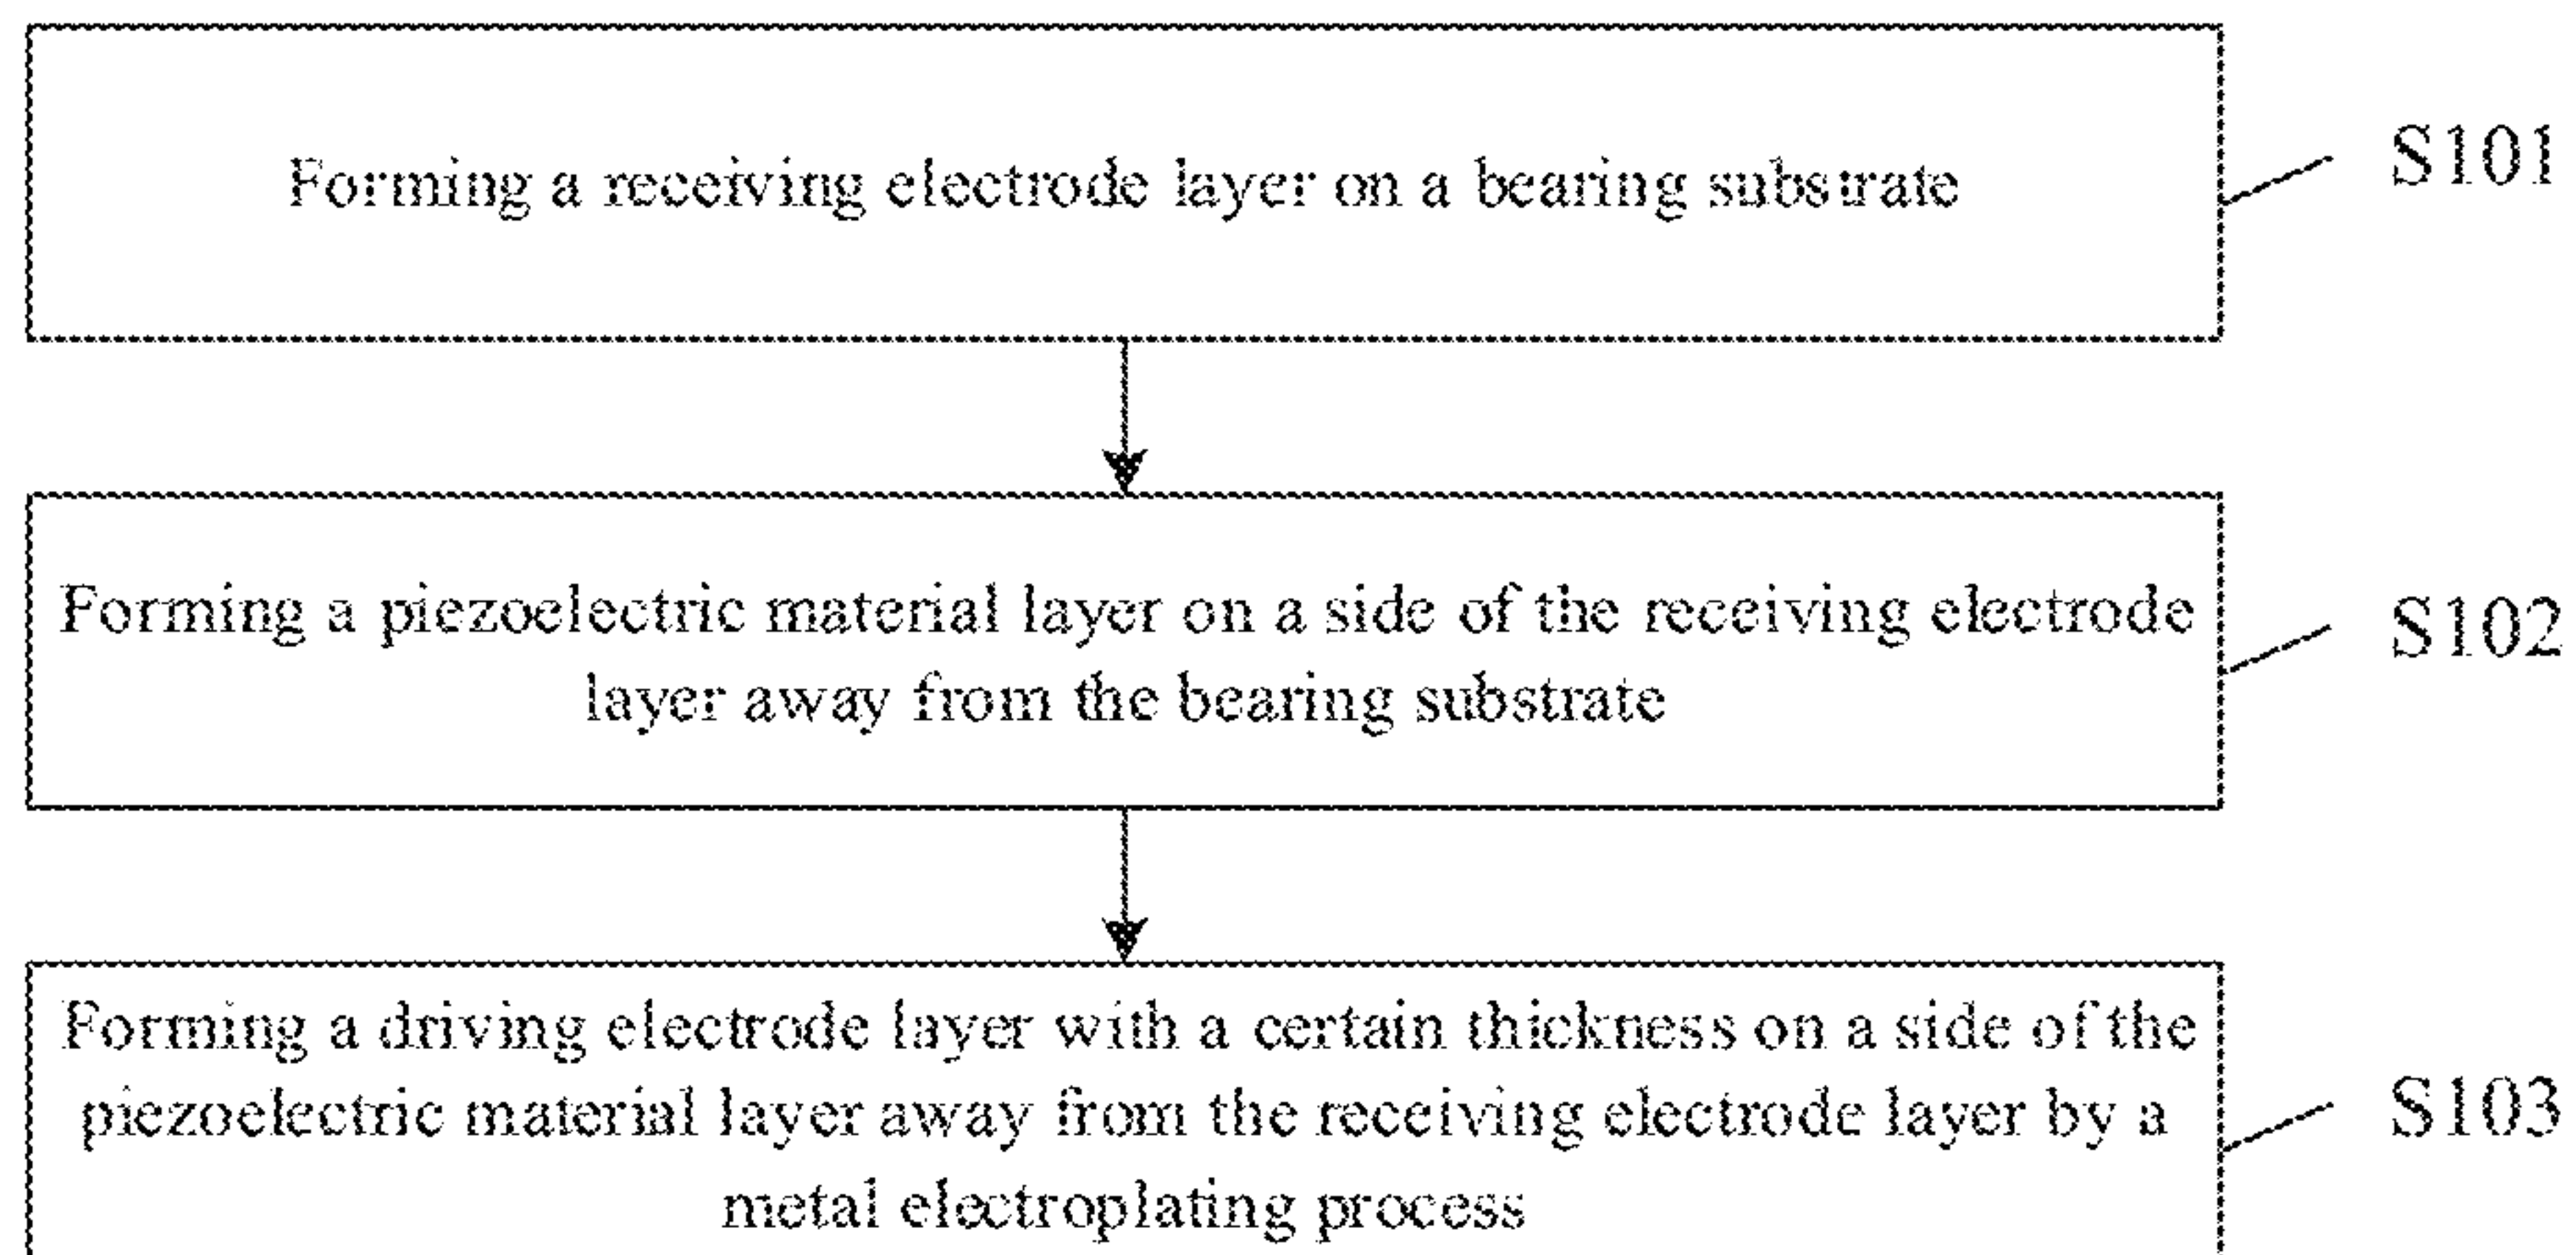 Forming a receiving electrode layer on a bearing substrate
S101
Forming a piezoelectric material layer on a side of the receiving electrode
layer away from the bearing substrate
S102
Forming a driving electrode layer with a certain thickness on a side of the
piezoelectric material layer away from the receiving electrode layer by a
metal electroplating process
S103